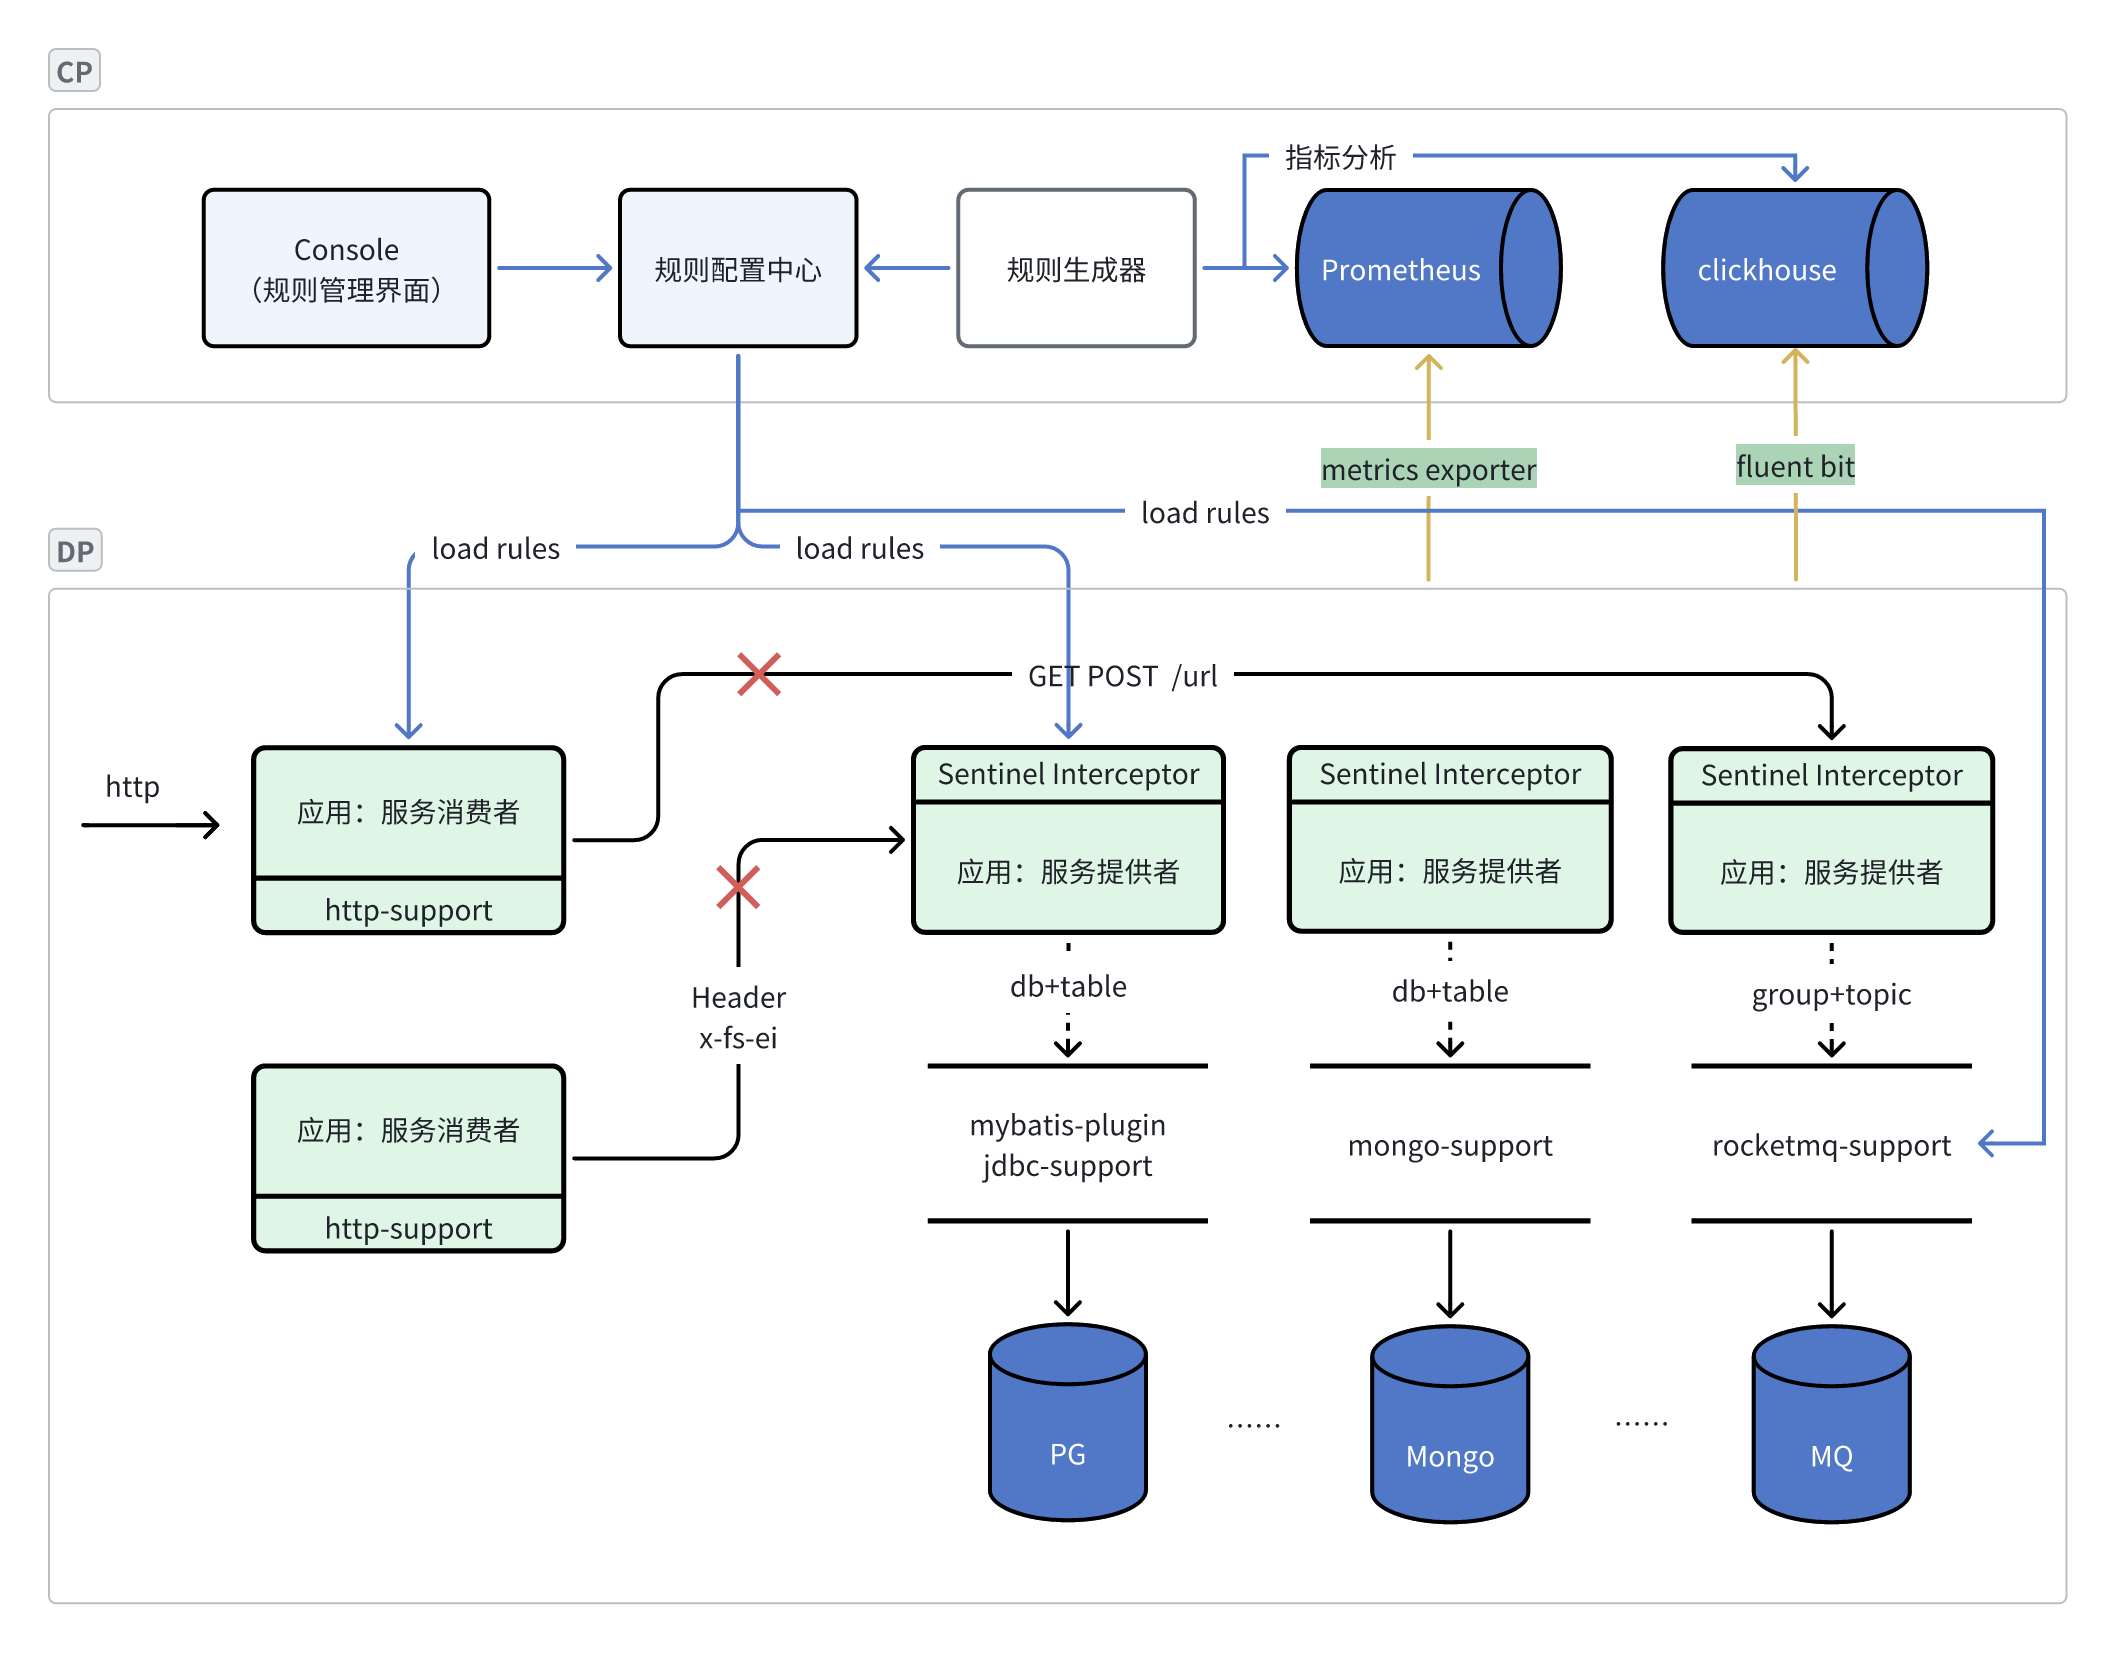 CP
指标分析
Console
（规则管理界面）
规则配置中心
规则生成器
Prometheus
clickhouse
metrics exporter
fluent bit
load rules
DP
load rules
load rules
GET POST /url
http
应用：服务消费者
http-support
Sentinel Interceptor
应用：服务提供者
Sentinel Interceptor
应用：服务提供者
Sentinel Interceptor
应用：服务提供者
Header
x-fs-ei
db+table
db+table
group+topic
应用：服务消费者
http-support
mybatis-plugin
jdbc-support
mongo-support
rocketmq-support
PG
……
Mongo
……
MQ